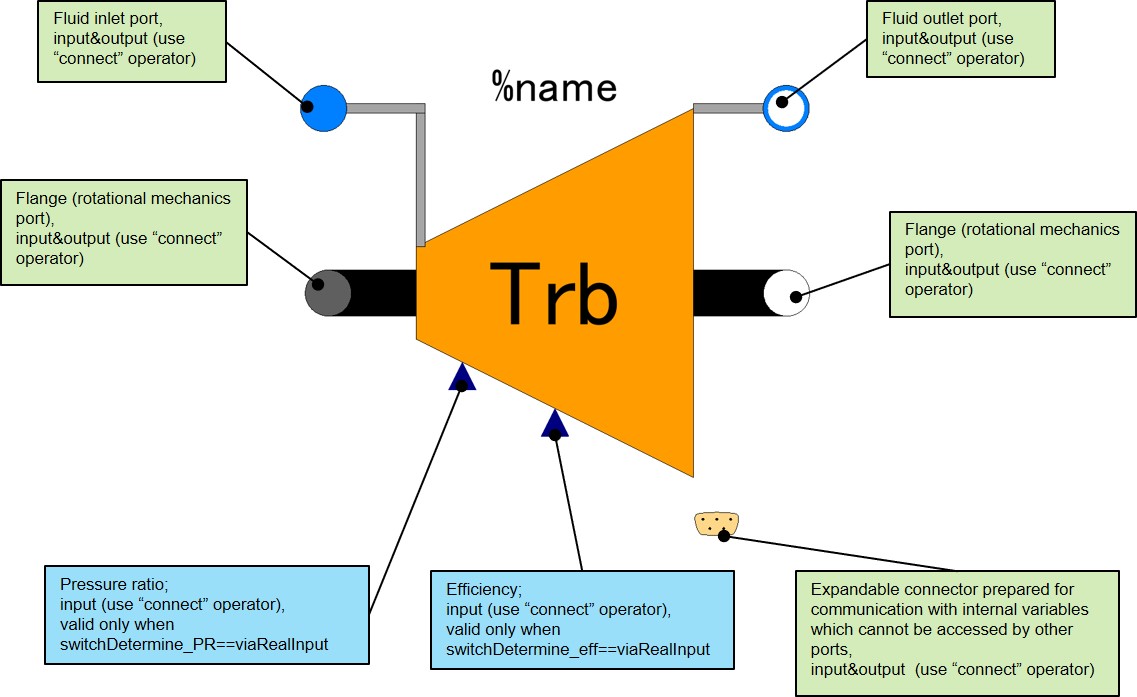 Fluid inlet port,
input&output (use
“connect” operator)
Fluid outlet port,
input&output (use
“connect” operator)
%name
Flange (rotational mechanics
port),
input&output (use “connect”
operator)
Flange (rotational mechanics
port),
input&output (use “connect”
operator)
Trb
Pressure ratio;
input (use “connect” operator),
valid only when
switchDetermine_PR==viaRealInput
Efficiency;
input (use “connect” operator),
valid only when
switchDetermine_eff==viaRealInput
Expandable connector prepared for
communication with internal variables
which cannot be accessed by other
ports,
input&output  (use “connect” operator)